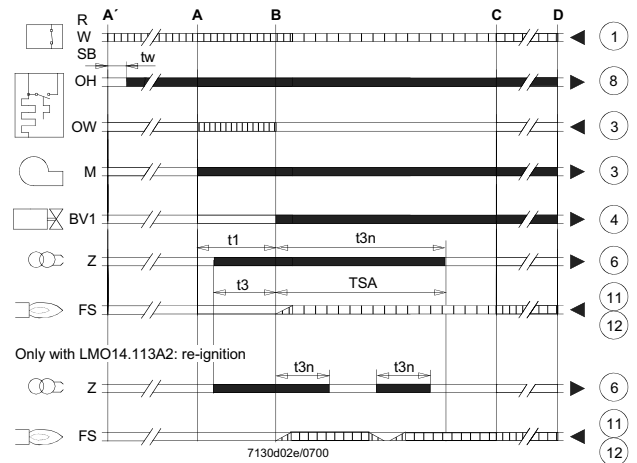 R A´ A B C D
W 1
SB
tw
OH 8
OW 3
M 3
BV1 4
t1 t3n
Z 6
t3 TSA
FS 11
12
Only with LMO14.113A2: re-ignition
t3n t3n
Z 6
FS 11
12
7130d02e/0700